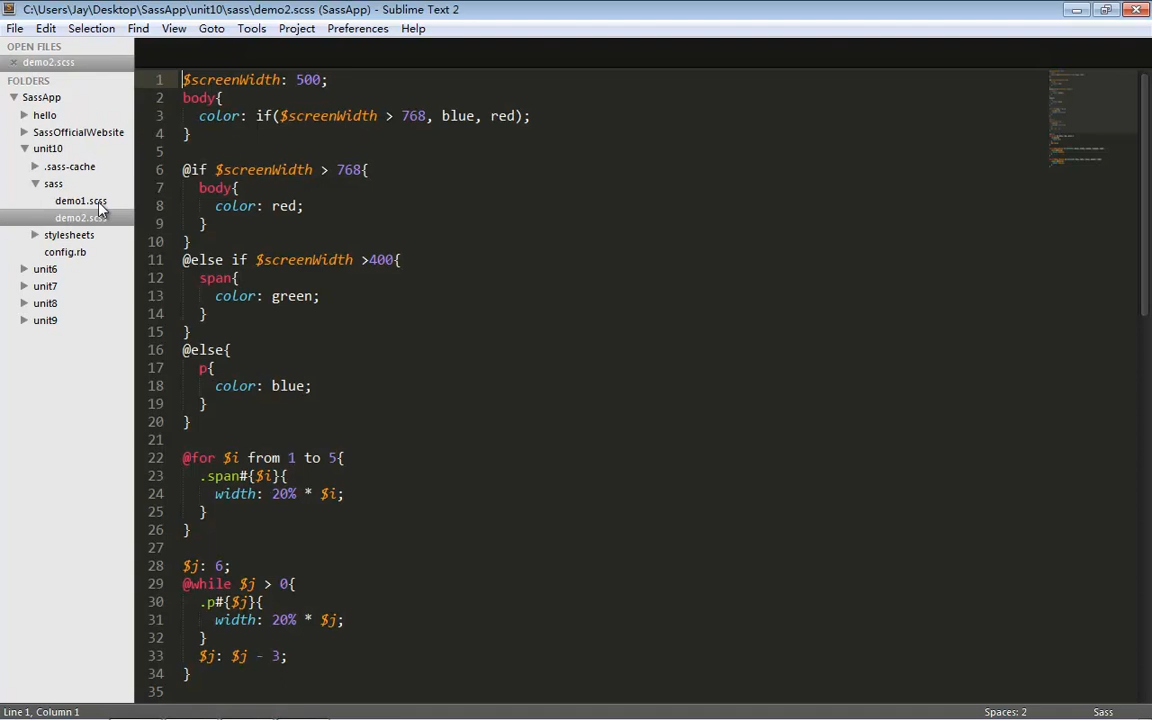 C:\Users\Jay\Desktop\SassApp\unit10\sass\demo2.scss (SassApp) - Sublime Text 2
File Edit Selection Find View Goto Tools Project Preferences Help
OPEN FILES
× demo2.scss
FOLDERS
SassApp
hello
SassOfficialWebsite
unit10
.sass-cache
sass
demo1.scss
demo2.scss
stylesheets
config.rb
unit6
unit7
unit8
unit9
1 $screenWidth: 500;
2 body{
3 color: if($screenWidth > 768, blue, red);
4 }
5
6 @if $screenWidth > 768{
7 body{
8 color: red;
9 }
10 }
11 @else if $screenWidth >400{
12 span{
13 color: green;
14 }
15 }
16 @else{
17 p{
18 color: blue;
19 }
20 }
21
22 @for $i from 1 to 5{
23 .span#{$i}{
24 width: 20% * $i;
25 }
26 }
27
28 $j: 6;
29 @while $j > 0{
30 .p#{$j}{
31 width: 20% * $j;
32 }
33 $j: $j - 3;
34 }
35
Line 1, Column 1
Spaces: 2
Sass